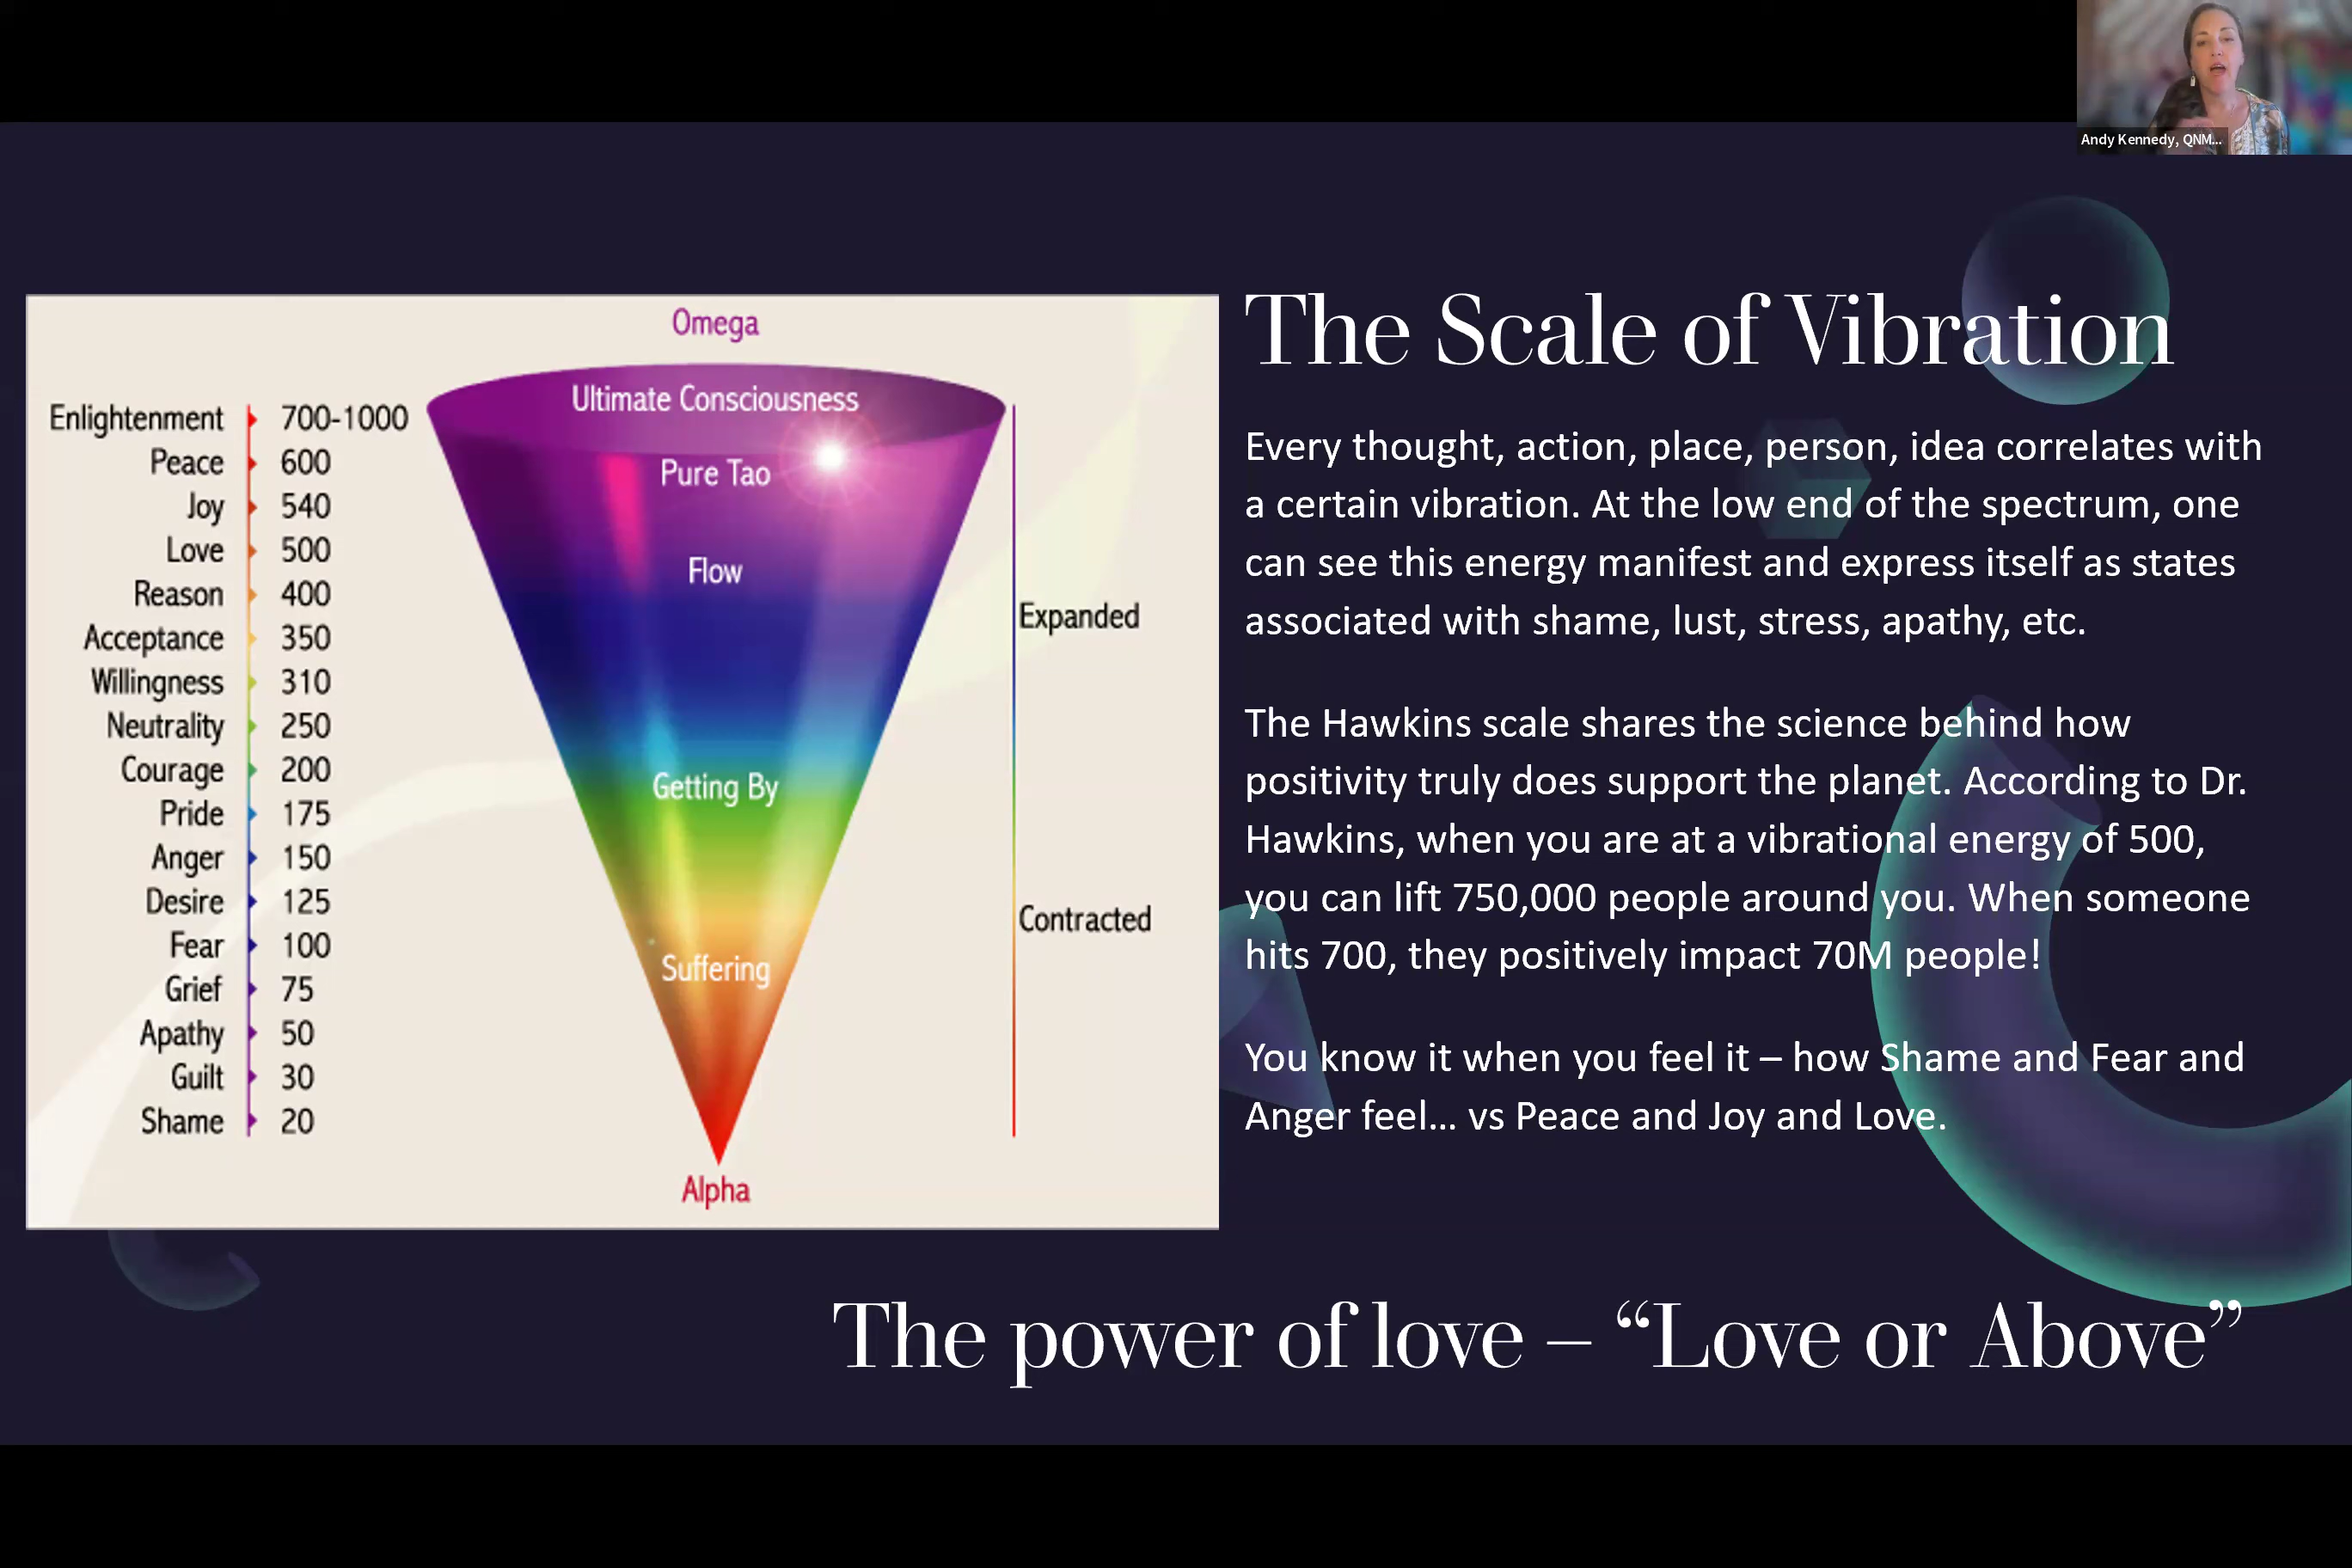 Andy Kennedy, QNM...
Omega
Enlightenment 700-1000
Peace 600
Joy 540
Love 500
Reason 400
Acceptance 350
Willingness 310
Neutrality 250
Courage 200
Pride 175
Anger 150
Desire 125
Fear 100
Grief 75
Apathy 50
Guilt 30
Shame 20
Ultimate Consciousness
Pure Tao
Flow
Getting By
Suffering
Alpha
Expanded
Contracted
The Scale of Vibration
Every thought, action, place, person, idea correlates with
a certain vibration. At the low end of the spectrum, one
can see this energy manifest and express itself as states
associated with shame, lust, stress, apathy, etc.
The Hawkins scale shares the science behind how
positivity truly does support the planet. According to Dr.
Hawkins, when you are at a vibrational energy of 500,
you can lift 750,000 people around you. When someone
hits 700, they positively impact 70M people!
You know it when you feel it – how Shame and Fear and
Anger feel... vs Peace and Joy and Love.
The power of love – “Love or Above”